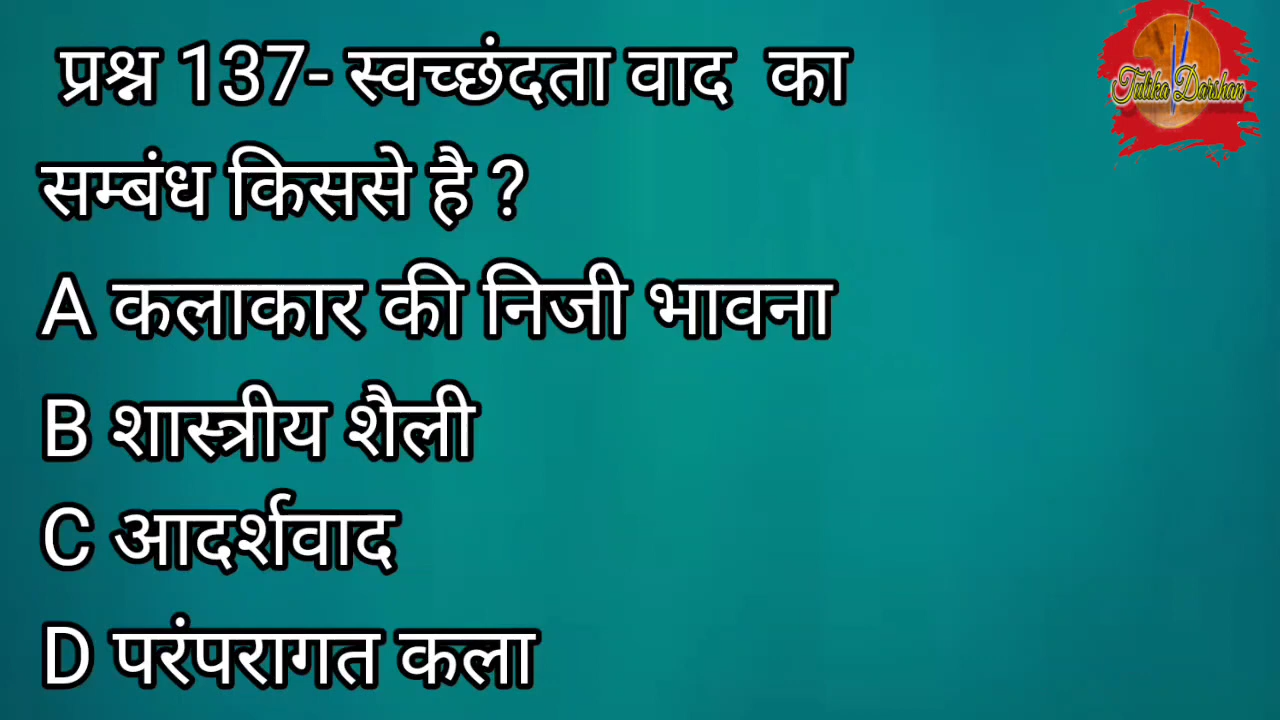 प्रश्न 137- स्वच्छंदता वाद का
सम्बंध किससे है ?
A कलाकार की निजी भावना
B शास्त्रीय शैली
C आदर्शवाद
D परंपरागत कला
Tulika Darshan